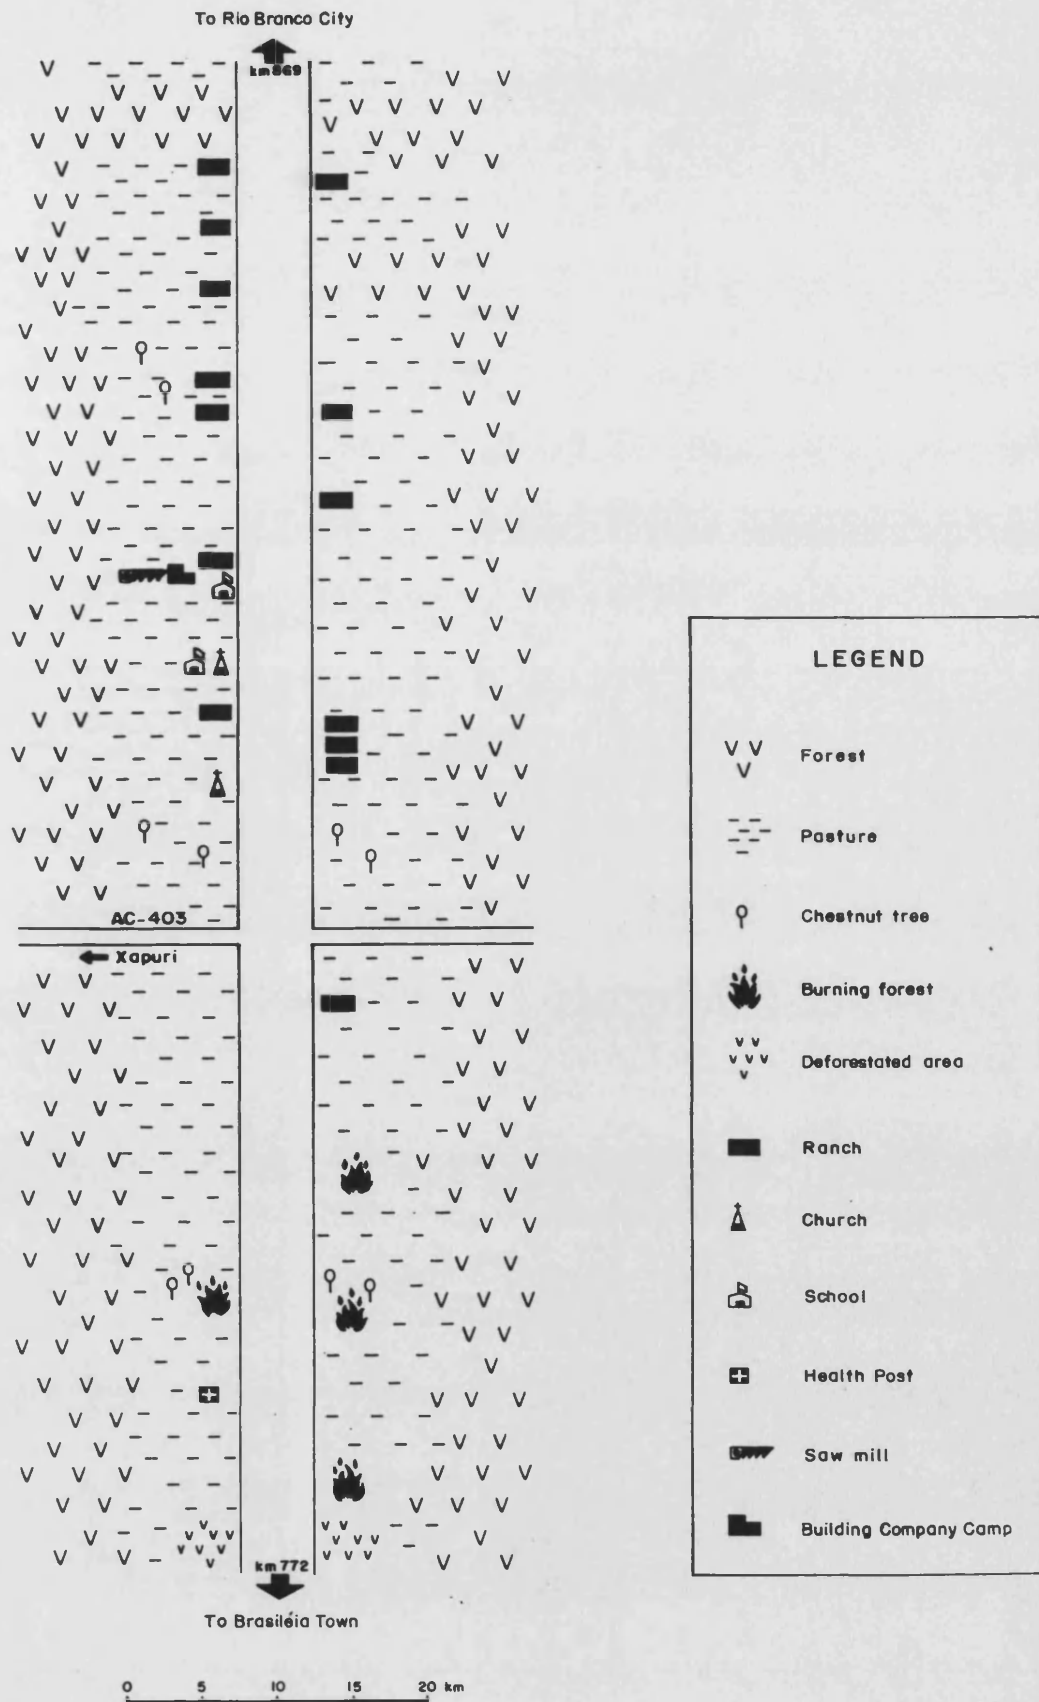 To Rio Branco City
km 869
AC-403
Xapuri
km 772
To Brasiléia Town
0 5 10 15 20 km
LEGEND
Forest
Pasture
Chestnut tree
Burning forest
Deforestated area
Ranch
Church
School
Health Post
Saw mill
Building Company Camp